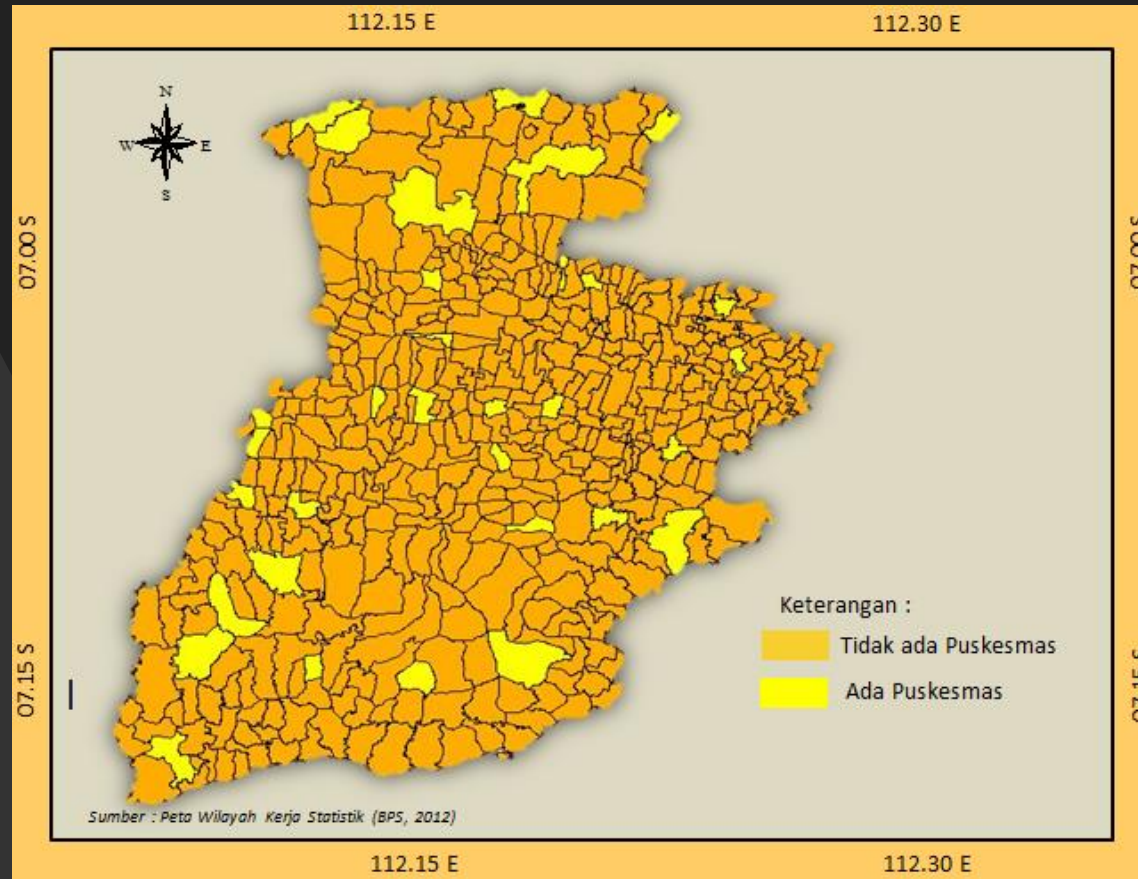 112.15 E
112.30 E
N
W
E
S
07.00 S
07.00 S
Keterangan :
Tidak ada Puskesmas
Ada Puskesmas
07.15 S
07.15 S
Sumber : Peta Wilayah Kerja Statistik (BPS, 2012)
112.15 E
112.30 E